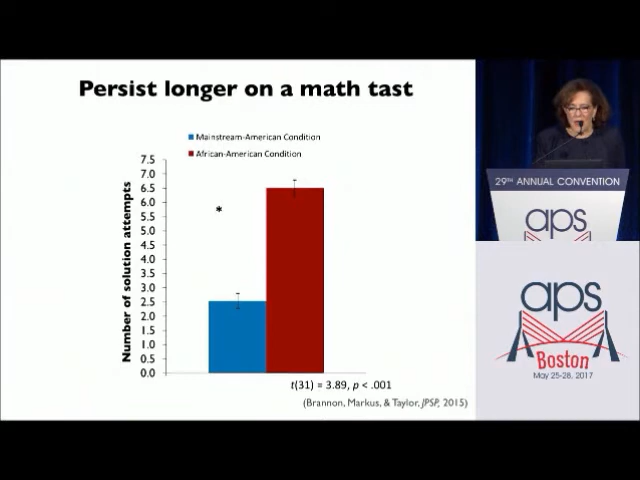 Persist longer on a math tast
Mainstream-American Condition
African-American Condition
Number of solution attempts
7.5
7.0
6.5
6.0
5.5
5.0
4.5
4.0
3.5
3.0
2.5
2.0
1.5
1.0
0.5
0.0
*
t(31) = 3.89, p < .001
(Brannon, Markus, & Taylor, JPSP, 2015)
29TH ANNUAL CONVENTION
aps
aps
Boston
May 25-28, 2017